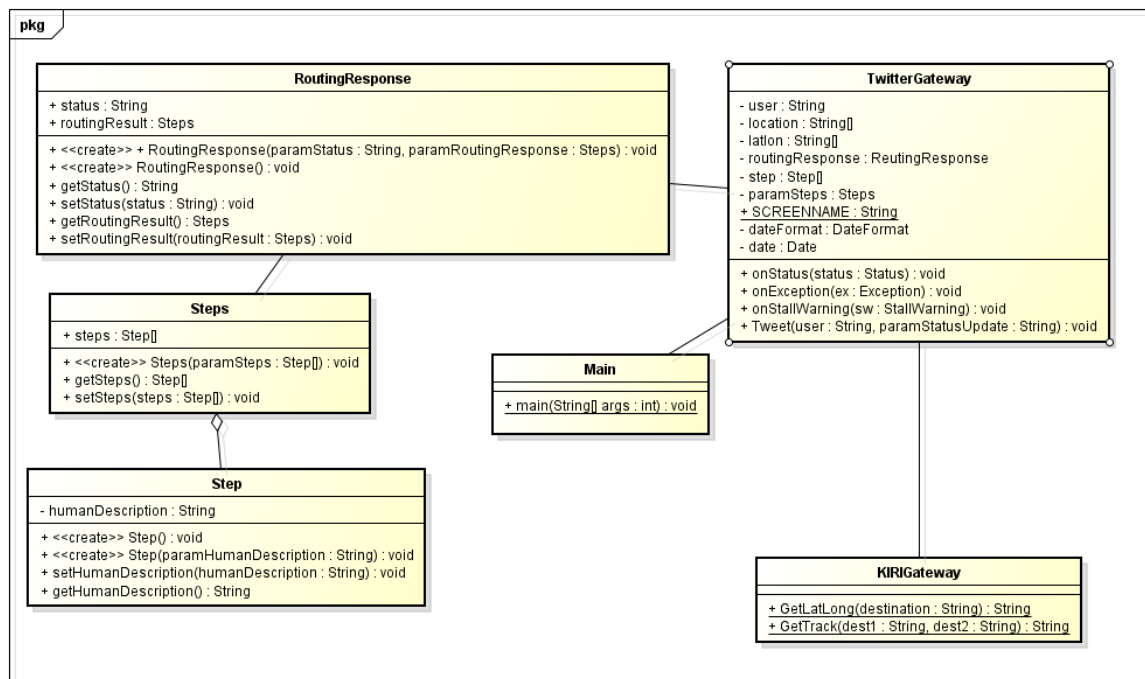 pkg
RoutingResponse
+ status : String
+ routingResult : Steps
+ <<create>> + RoutingResponse(paramStatus : String, paramRoutingResponse : Steps) : void
+ <<create>> RoutingResponse() : void
+ getStatus() : String
+ setStatus(status : String) : void
+ getRoutingResult() : Steps
+ setRoutingResult(routingResult : Steps) : void
TwitterGateway
- user : String
- location : String[]
- latlon : String[]
- routingResponse : ReutingResponse
- step : Step[]
- paramSteps : Steps
+ SCREENNAME : String
- dateFormat : DateFormat
- date : Date
+ onStatus(status : Status) : void
+ onException(ex : Exception) : void
+ onStallWarning(sw : StallWarning) : void
+ Tweet(user : String, paramStatusUpdate : String) : void
Steps
+ steps : Step[]
+ <<create>> Steps(paramSteps : Step[]) : void
+ getSteps() : Step[]
+ setSteps(steps : Step[]) : void
Main
+ main(String[] args : int) : void
Step
- humanDescription : String
+ <<create>> Step() : void
+ <<create>> Step(paramHumanDescription : String) : void
+ setHumanDescription(humanDescription : String) : void
+ getHumanDescription() : String
KIRIGateway
+ GetLatLong(destination : String) : String
+ GetTrack(dest1 : String, dest2 : String) : String